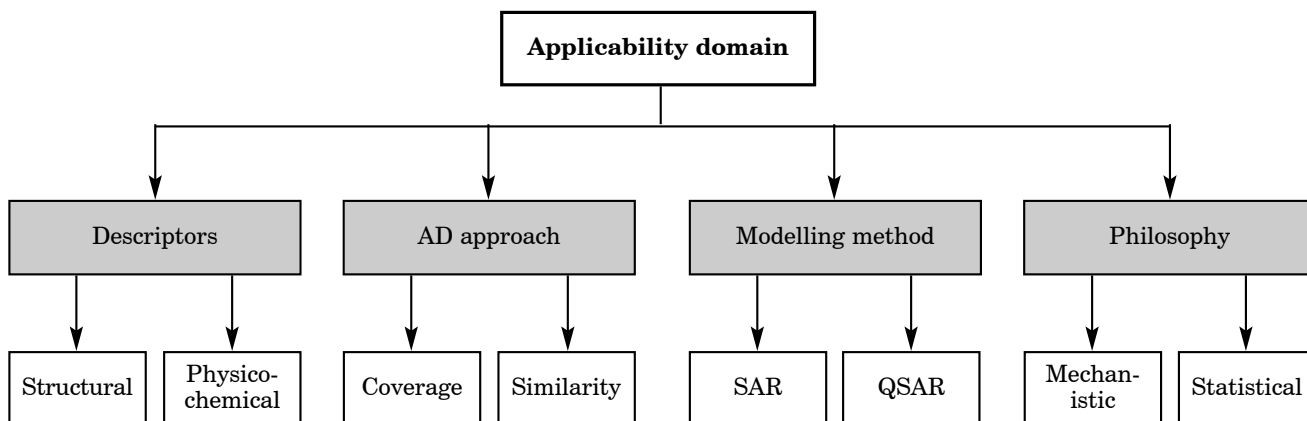 Applicability domain
Descriptors
AD approach
Modelling method
Philosophy
Structural
Physico-
chemical
Coverage
Similarity
SAR
QSAR
Mechan-
istic
Statistical